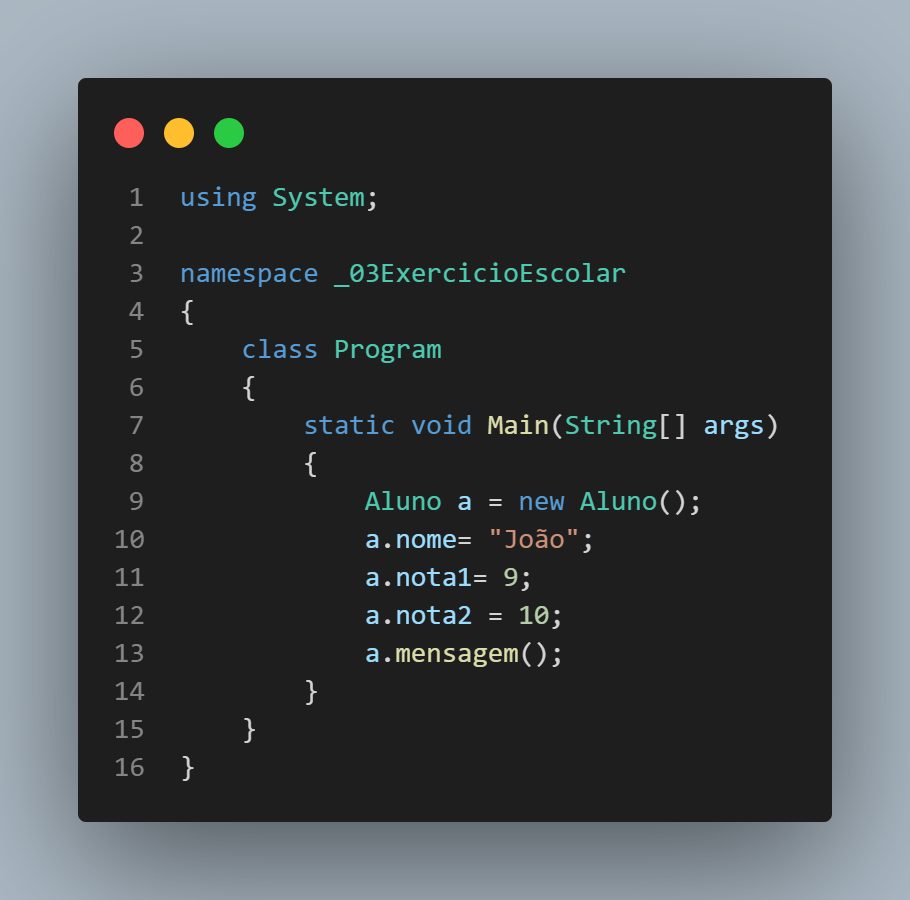 1 using System;
2
3 namespace _03ExercicioEscolar
4 {
5     class Program
6     {
7         static void Main(String[] args)
8         {
9             Aluno a = new Aluno();
10             a.nome= "João";
11             a.nota1= 9;
12             a.nota2 = 10;
13             a.mensagem();
14         }
15     }
16 }